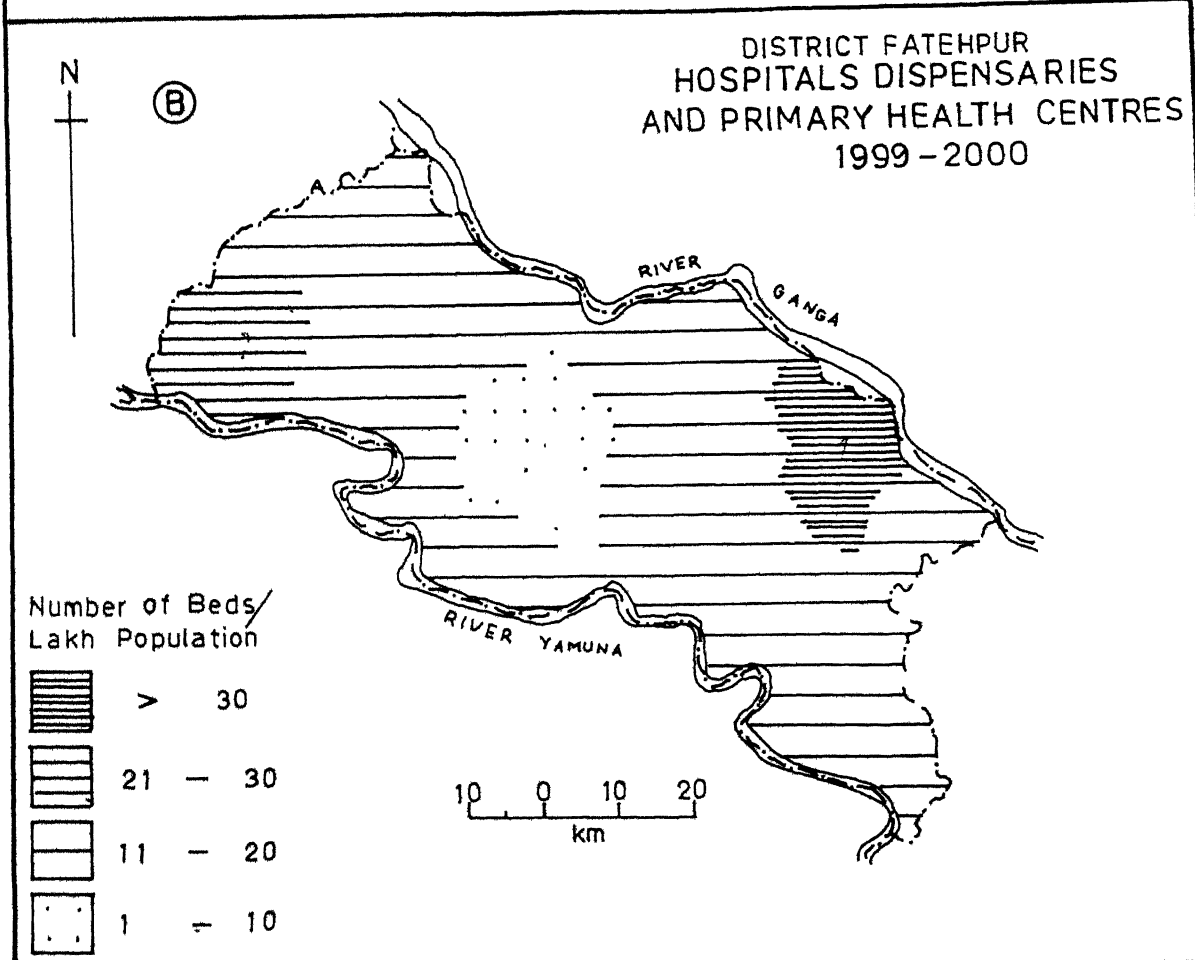 DISTRICT FATEHPUR
HOSPITALS DISPENSARIES
AND PRIMARY HEALTH CENTRES
1999-2000
N
B
RIVER GANGA
RIVER YAMUNA
Number of Beds/
Lakh Population
> 30
21 - 30
11 - 20
1 - 10
10 0 10 20
km